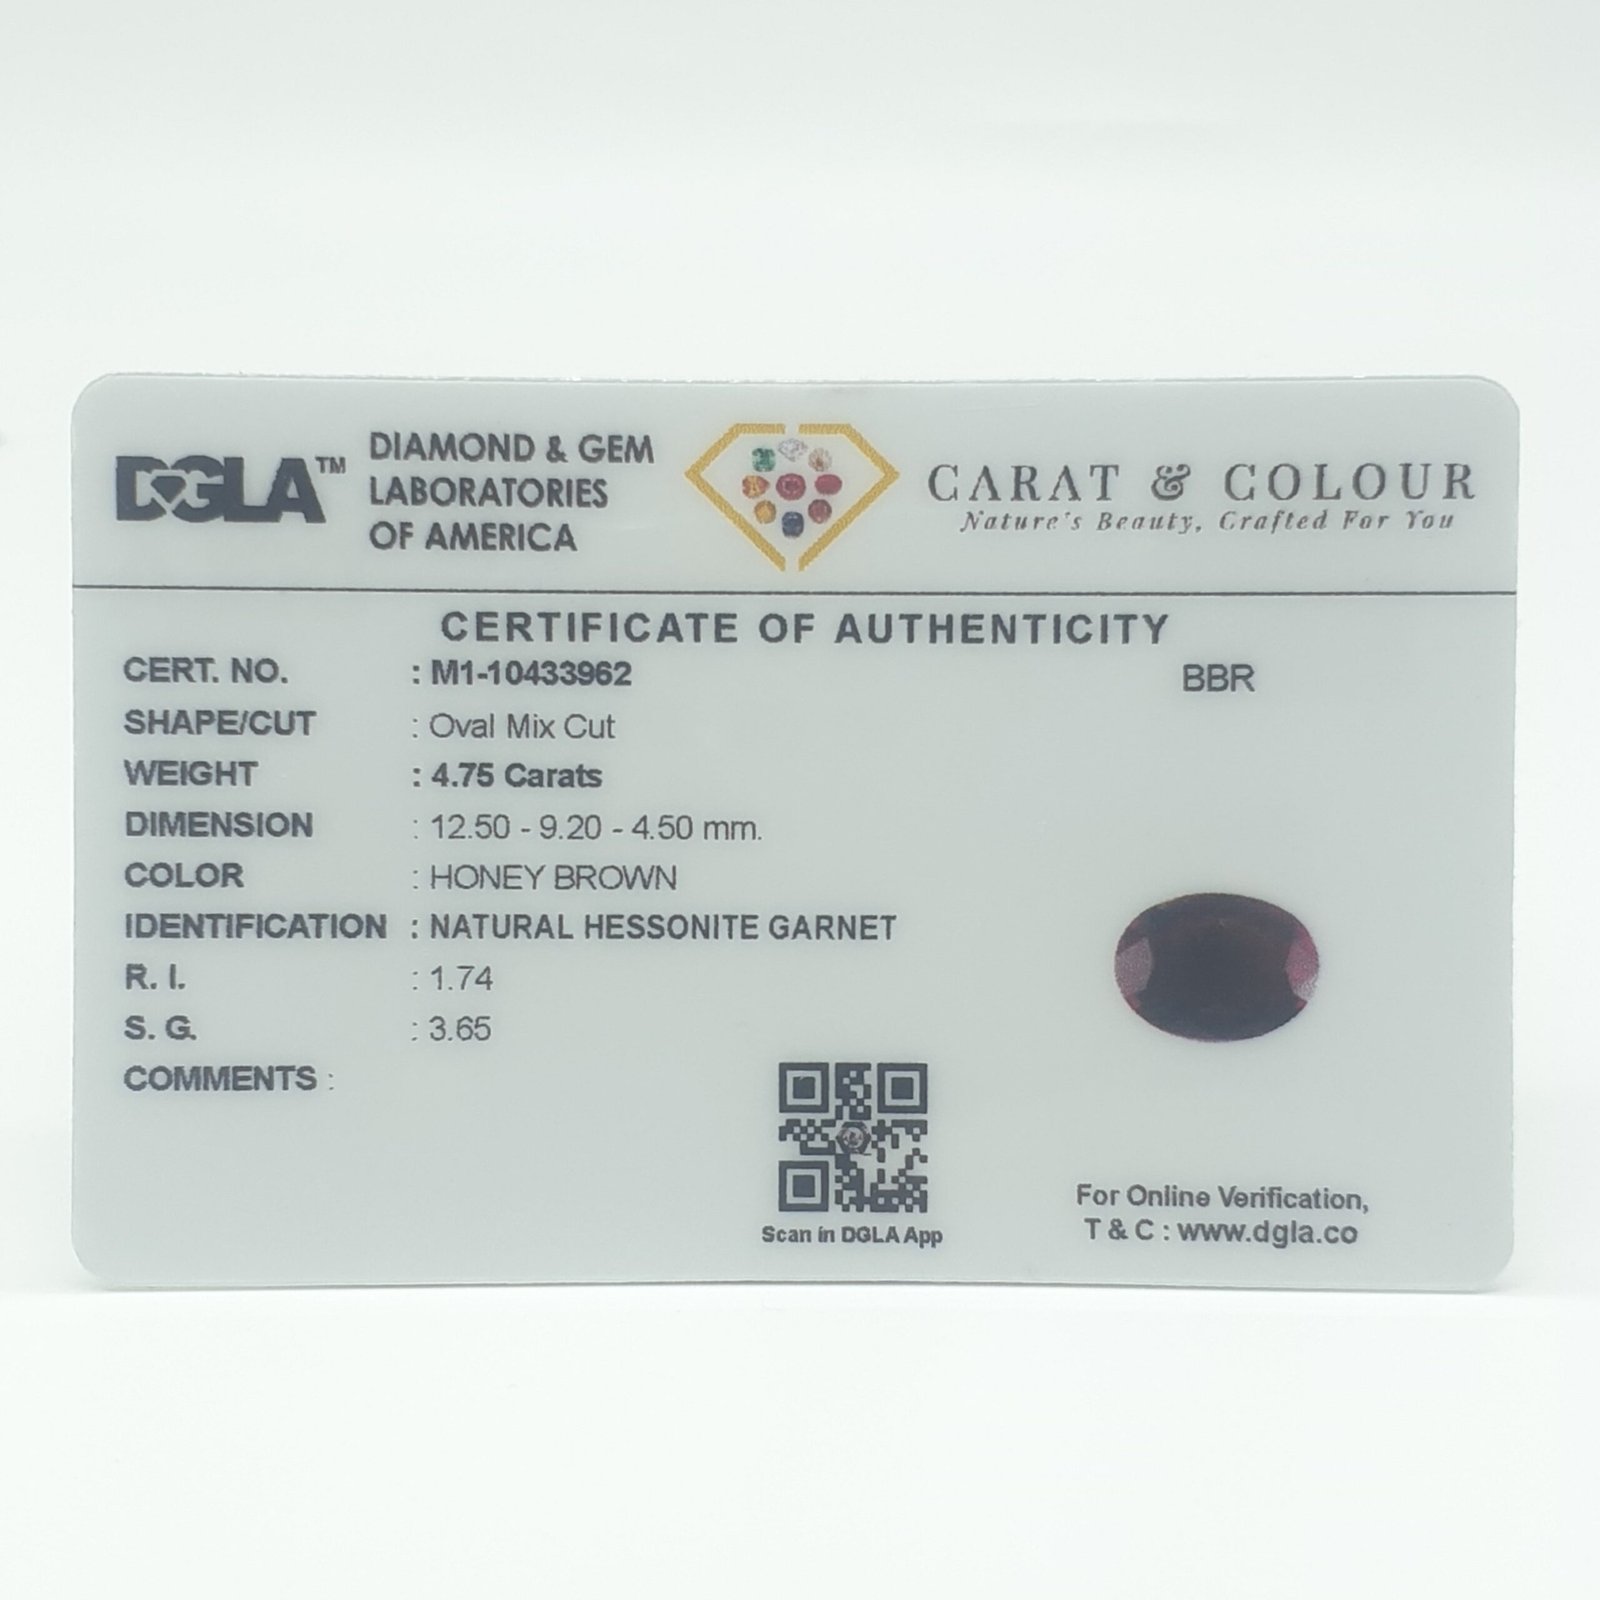 DGLA™
DIAMOND & GEM
LABORATORIES
OF AMERICA
CARAT & COLOUR
Nature's Beauty, Crafted For You
CERTIFICATE OF AUTHENTICITY
CERT. NO. : M1-10433962
BBR
SHAPE/CUT : Oval Mix Cut
WEIGHT : 4.75 Carats
DIMENSION : 12.50 - 9.20 - 4.50 mm.
COLOR : HONEY BROWN
IDENTIFICATION : NATURAL HESSONITE GARNET
R. I. : 1.74
S. G. : 3.65
COMMENTS :
Scan in DGLA App
For Online Verification,
T & C : www.dgla.co